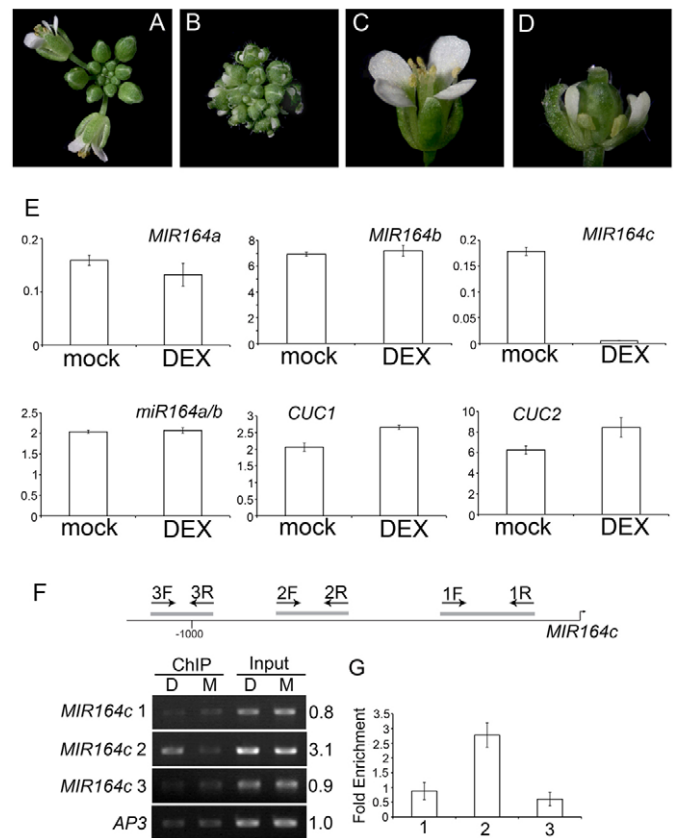 A
B
C
D
E
MIR164a
0.2
0.1
0
mock DEX
MIR164b
8
7
6
5
4
3
2
1
0
mock DEX
MIR164c
0.2
0.15
0.1
0.05
0
mock DEX
miR164a/b
2.5
2
1.5
1
0.5
0
mock DEX
CUC1
3
2.5
2
1.5
1
0.5
0
mock DEX
CUC2
10
8
6
4
2
0
mock DEX
F
3F 3R 2F 2R 1F 1R
-1000
MIR164c
ChIP Input
D M D M
MIR164c 1 0.8
MIR164c 2 3.1
MIR164c 3 0.9
AP3 1.0
G
Fold Enrichment
3.5
3
2.5
2
1.5
1
0.5
0
1 2 3